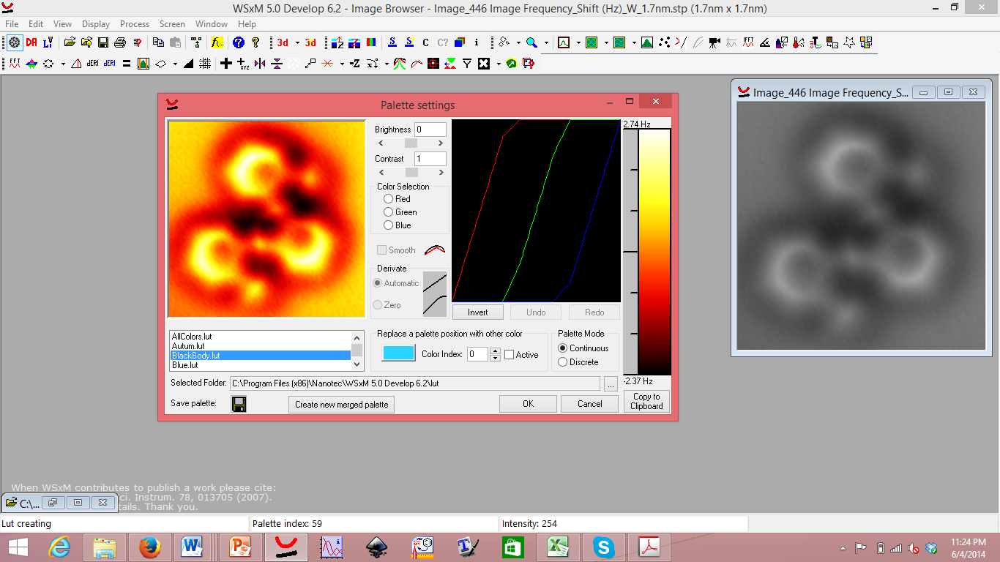 WSxM 5.0 Develop 6.2 - Image Browser - Image_446 Image Frequency_Shift (Hz)_W_1.7nm.stp (1.7nm x 1.7nm)
File Edit View Display Process Screen Window Help
DA 3d 3d S S C C? i IFFT
FFT dERI dERI XYZ -Z
Palette settings
Image_446 Image Frequency_S...
Brightness 0
Contrast 1
Color Selection
Red
Green
Blue
Smooth
Derivate
Automatic
Zero
2.74 Hz
Invert Undo Redo
AllColors.lut
Autum.lut
BlackBody.lut
Blue.lut
Replace a palette position with other color
Color Index: 0 Active
Palette Mode
Continuous
Discrete
-2.37 Hz
Selected Folder: C:\Program Files (x86)\Nanotec\WSxM 5.0 Develop 6.2\lut ...
Save palette: Create new merged palette OK Cancel
Copy to
Clipboard
When WSxM contributes to publish a work please cite:
ci. Instrum. 78, 013705 (2007).
C:\...
tails. Thank you.
Lut creating Palette index: 59 Intensity: 254
11:24 PM
6/4/2014